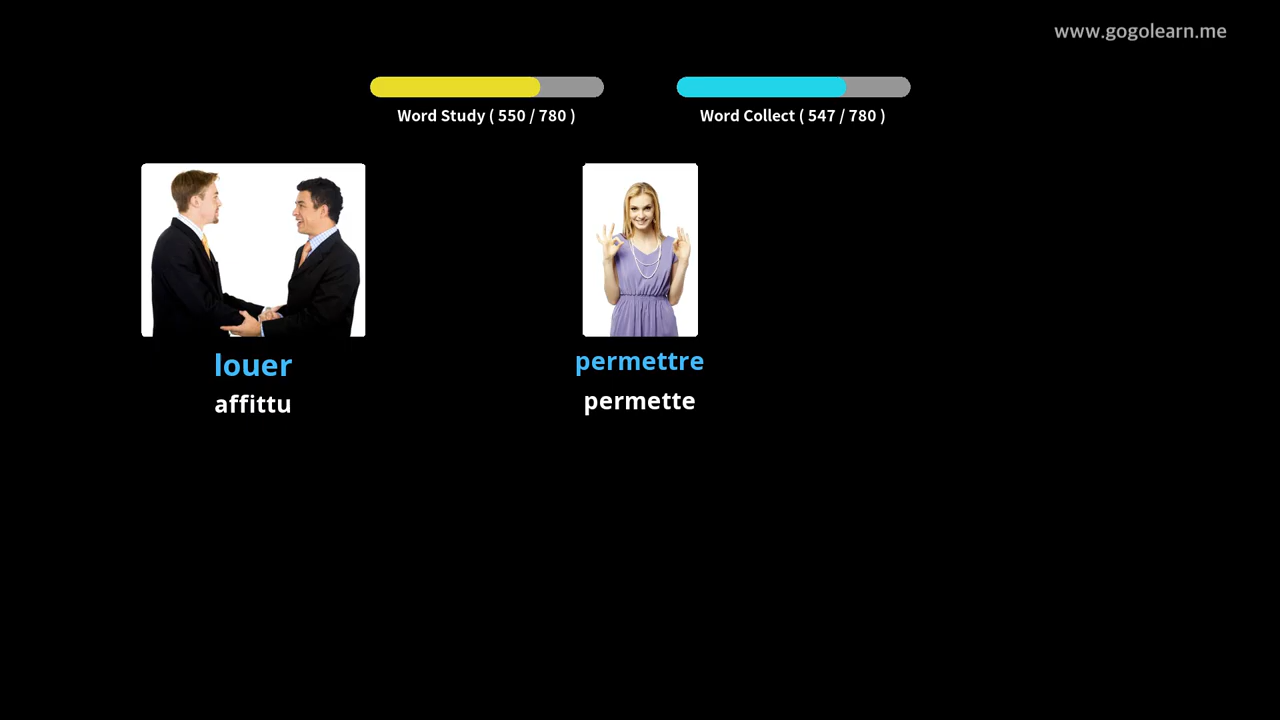 www.gogolearn.me
Word Study ( 550 / 780 )
Word Collect ( 547 / 780 )
louer
affittu
permettre
permette